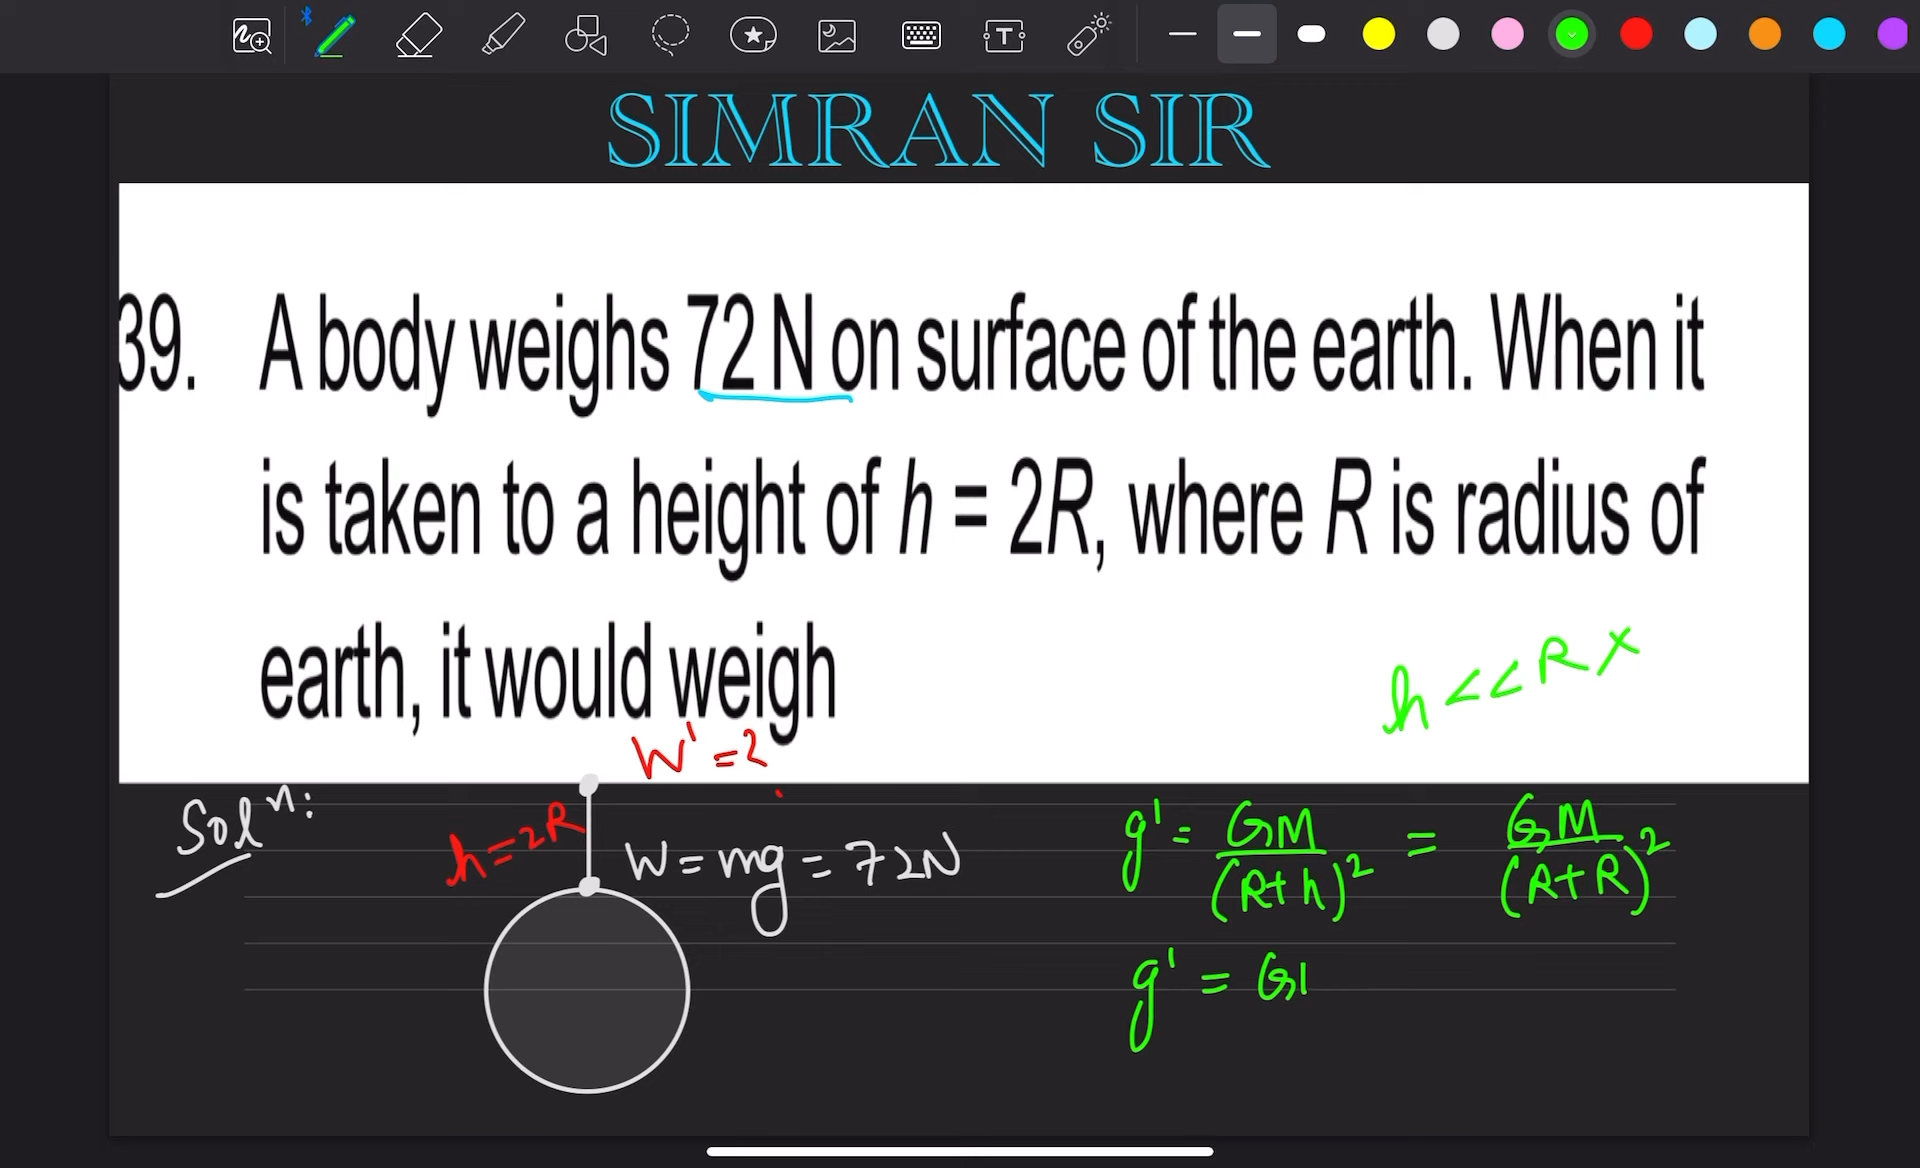 SIMRAN SIR
39. A body weighs 72 N on surface of the earth. When it
is taken to a height of h = 2R, where R is radius of
earth, it would weigh
h << R ×
W' = ?
Solⁿ:
h = 2R
W = mg = 72N
g' = GM/(R+h)² = GM/(R+R)²
g' = G